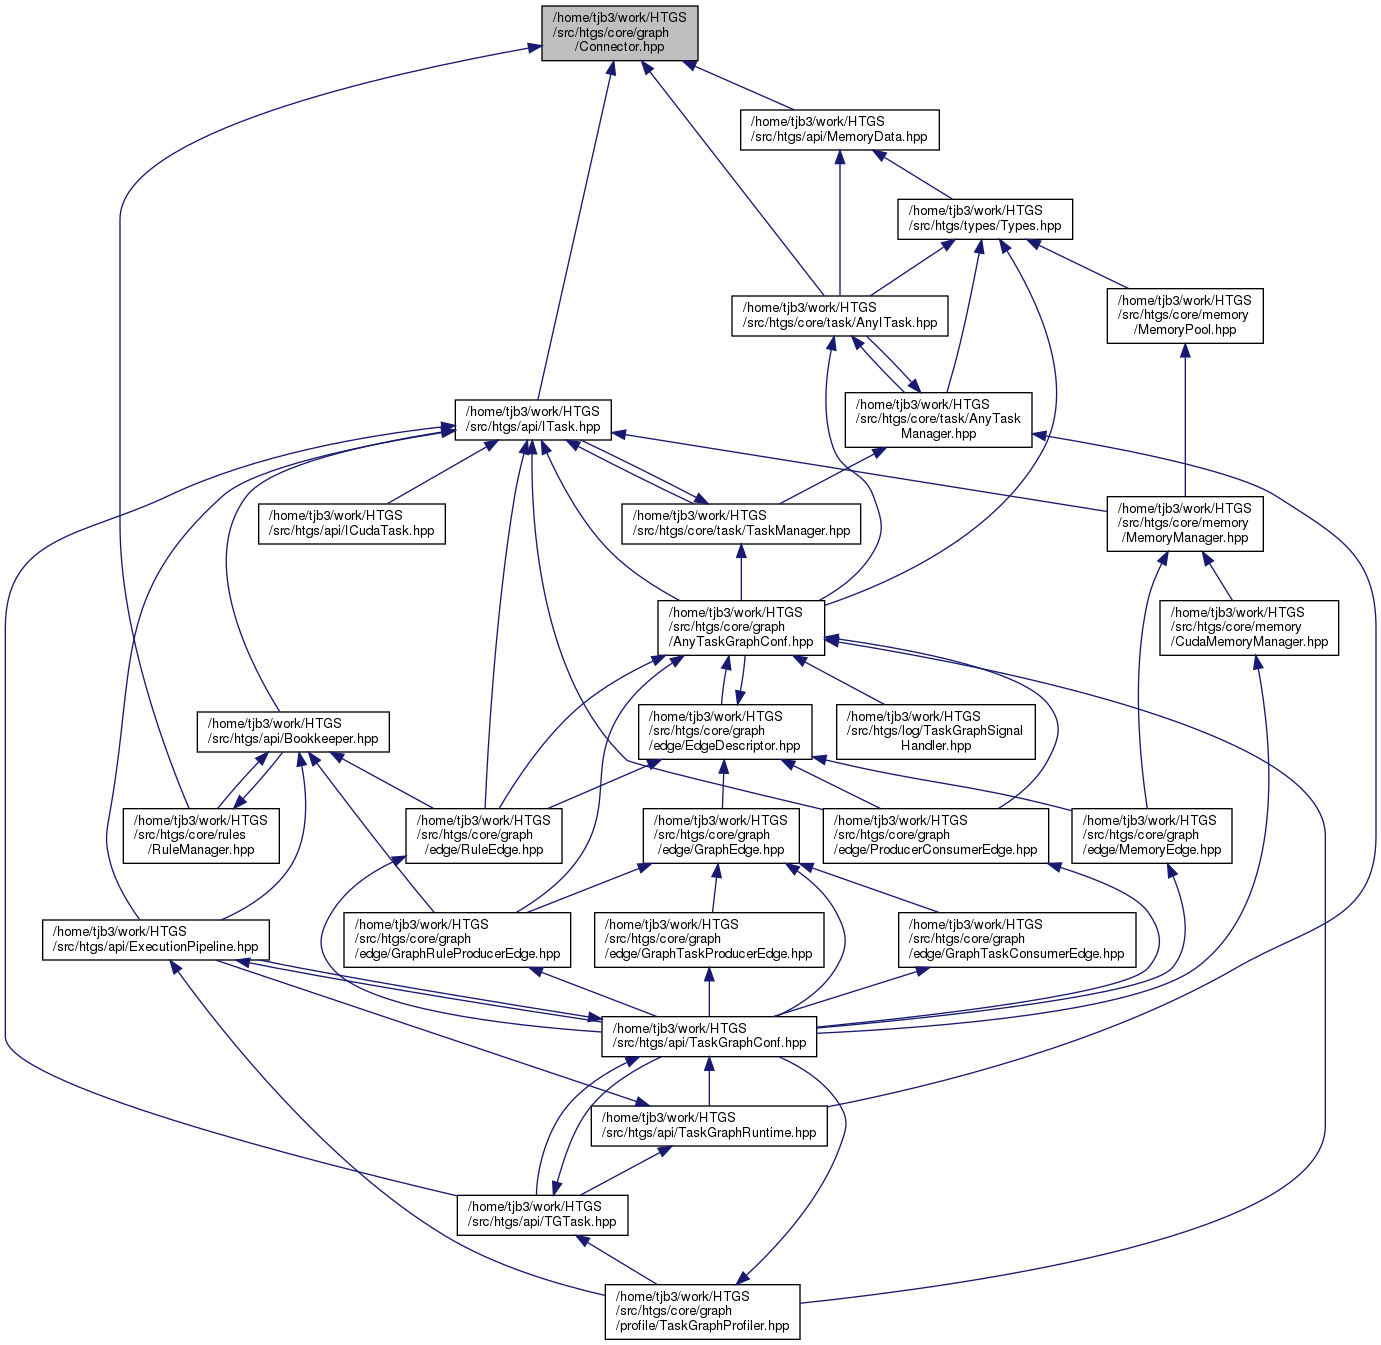 /home/tjb3/work/HTGS
/src/htgs/core/graph
/Connector.hpp
/home/tjb3/work/HTGS
/src/htgs/api/MemoryData.hpp
/home/tjb3/work/HTGS
/src/htgs/types/Types.hpp
/home/tjb3/work/HTGS
/src/htgs/core/memory
/MemoryPool.hpp
/home/tjb3/work/HTGS
/src/htgs/core/task/AnyITask.hpp
/home/tjb3/work/HTGS
/src/htgs/core/task/AnyTask
Manager.hpp
/home/tjb3/work/HTGS
/src/htgs/api/ITask.hpp
/home/tjb3/work/HTGS
/src/htgs/api/ICudaTask.hpp
/home/tjb3/work/HTGS
/src/htgs/core/task/TaskManager.hpp
/home/tjb3/work/HTGS
/src/htgs/core/memory
/MemoryManager.hpp
/home/tjb3/work/HTGS
/src/htgs/core/graph
/AnyTaskGraphConf.hpp
/home/tjb3/work/HTGS
/src/htgs/core/memory
/CudaMemoryManager.hpp
/home/tjb3/work/HTGS
/src/htgs/api/Bookkeeper.hpp
/home/tjb3/work/HTGS
/src/htgs/core/graph
/edge/EdgeDescriptor.hpp
/home/tjb3/work/HTGS
/src/htgs/log/TaskGraphSignal
Handler.hpp
/home/tjb3/work/HTGS
/src/htgs/core/rules
/RuleManager.hpp
/home/tjb3/work/HTGS
/src/htgs/core/graph
/edge/RuleEdge.hpp
/home/tjb3/work/HTGS
/src/htgs/core/graph
/edge/GraphEdge.hpp
/home/tjb3/work/HTGS
/src/htgs/core/graph
/edge/ProducerConsumerEdge.hpp
/home/tjb3/work/HTGS
/src/htgs/core/graph
/edge/MemoryEdge.hpp
/home/tjb3/work/HTGS
/src/htgs/api/ExecutionPipeline.hpp
/home/tjb3/work/HTGS
/src/htgs/core/graph
/edge/GraphRuleProducerEdge.hpp
/home/tjb3/work/HTGS
/src/htgs/core/graph
/edge/GraphTaskProducerEdge.hpp
/home/tjb3/work/HTGS
/src/htgs/core/graph
/edge/GraphTaskConsumerEdge.hpp
/home/tjb3/work/HTGS
/src/htgs/api/TaskGraphConf.hpp
/home/tjb3/work/HTGS
/src/htgs/api/TaskGraphRuntime.hpp
/home/tjb3/work/HTGS
/src/htgs/api/TGTask.hpp
/home/tjb3/work/HTGS
/src/htgs/core/graph
/profile/TaskGraphProfiler.hpp